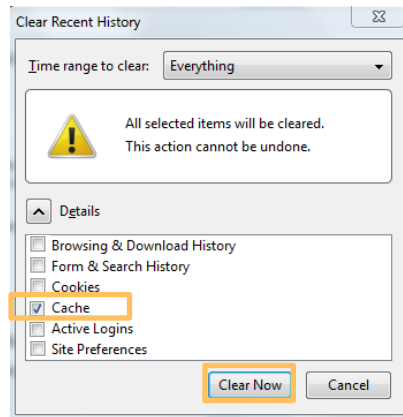 Clear Recent History
Time range to clear: Everything
All selected items will be cleared.
This action cannot be undone.
Details
Browsing & Download History
Form & Search History
Cookies
Cache
Active Logins
Site Preferences
Clear Now Cancel